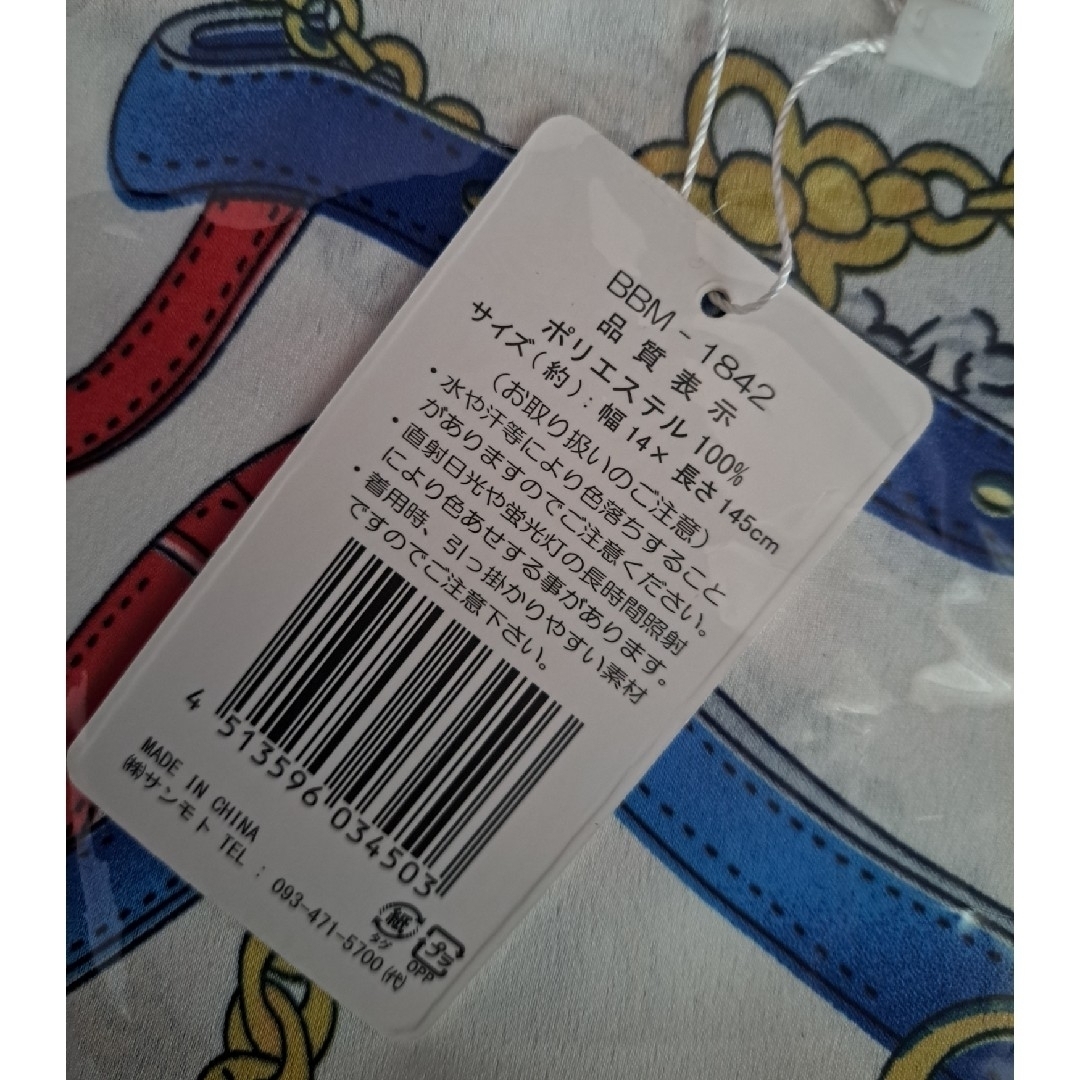 BBM-1842
品質表示
ポリエステル 100%
サイズ(約)：幅 14× 長さ 145cm
(お取り扱いのご注意)
・水や汗等により色落ちすること
がありますのでご注意ください。
・直射日光や蛍光灯の長時間照射
により色あせする事があります。
・着用時、引っ掛かりやすい素材
ですのでご注意下さい。
4 513596 034503
MADE IN CHINA
㈱サンモト TEL：093-471-5700 ㈹
紙
タグ
プラ
OPP